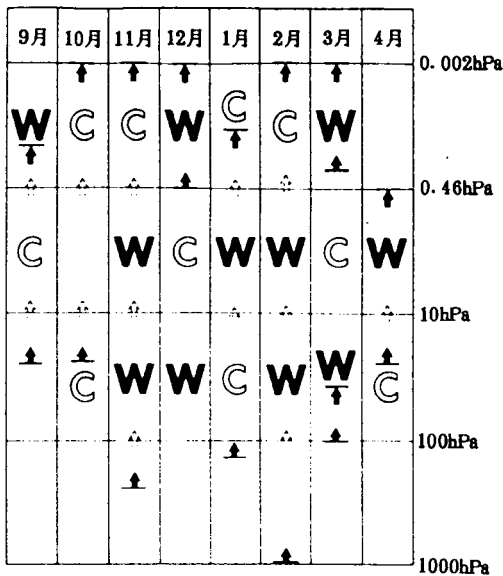 9月 10月 11月 12月 1月 2月 3月 4月
0.002hPa
C
W C C W C W
0.46hPa
C W C W W C W
10hPa
W
C W W C W C
100hPa
1000hPa